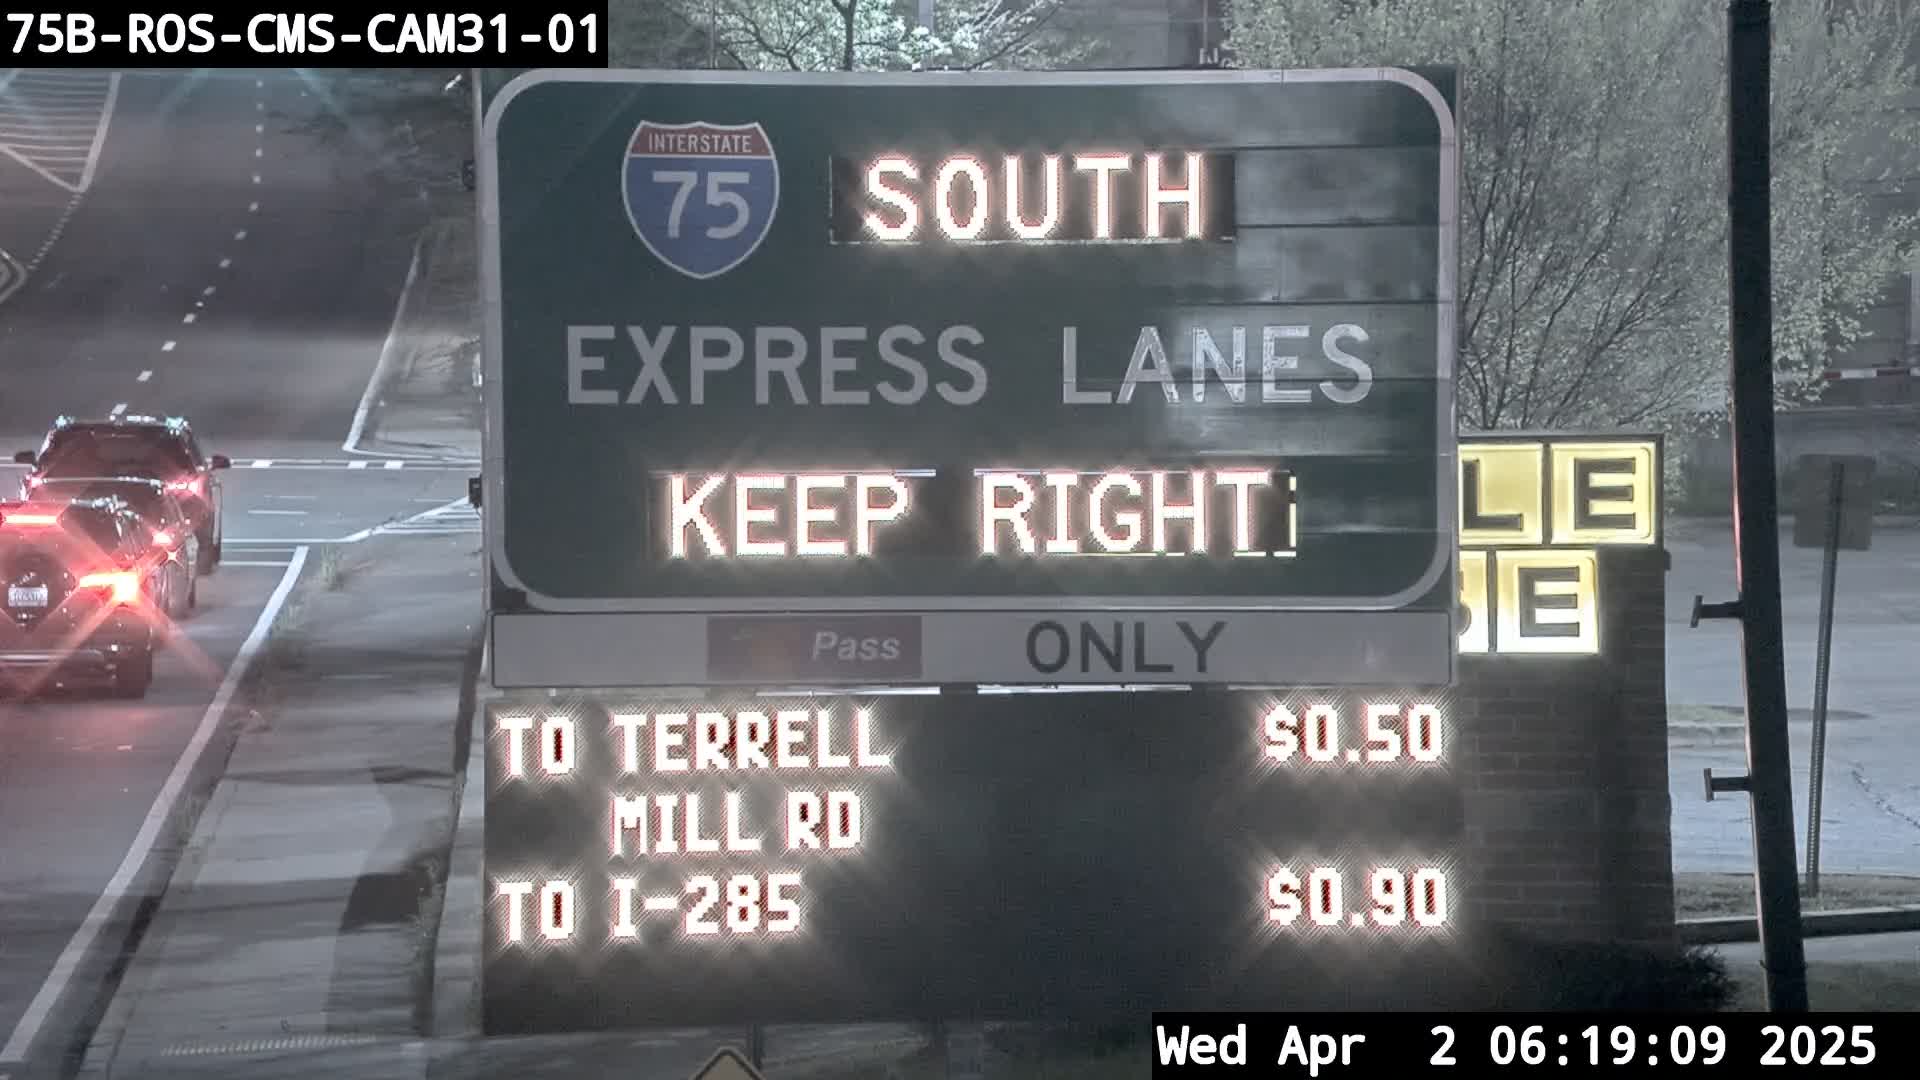 75B-ROS-CMS-CAM31-01
INTERSTATE
75
SOUTH
EXPRESS LANES
KEEP RIGHT
Pass ONLY
TO TERRELL $0.50
MILL RD
TO I-285 $0.90
LE
E
Wed Apr 2 06:19:09 2025